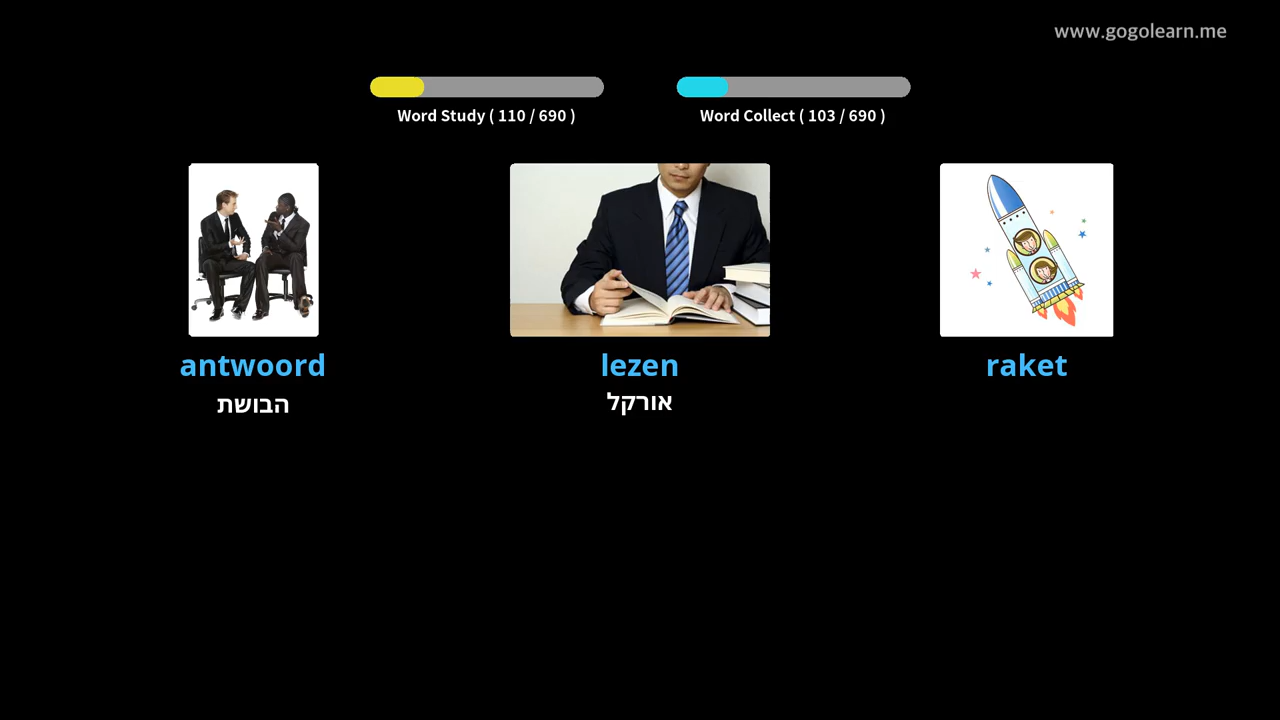 www.gogolearn.me
Word Study ( 110 / 690 )
Word Collect ( 103 / 690 )
antwoord
lezen
raket
הבושת
אורקל